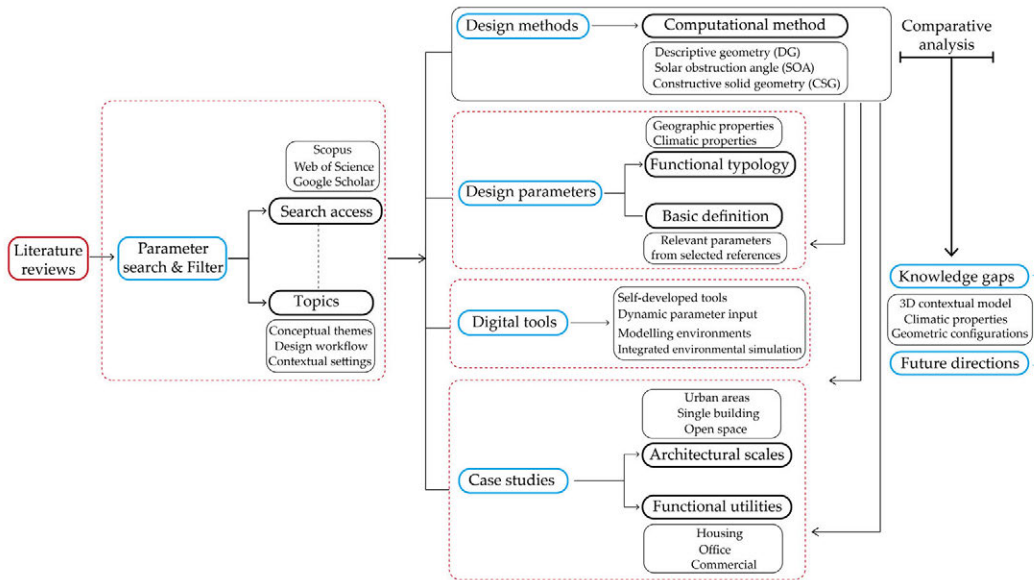 Literature
reviews
Parameter
search & Filter
Scopus
Web of Science
Google Scholar
Search access
Topics
Conceptual themes
Design workflow
Contextual settings
Design methods
Computational method
Descriptive geometry (DG)
Solar obstruction angle (SOA)
Constructive solid geometry (CSG)
Design parameters
Geographic properties
Climatic properties
Functional typology
Basic definition
Relevant parameters
from selected references
Digital tools
Self-developed tools
Dynamic parameter input
Modelling environments
Integrated environmental simulation
Case studies
Urban areas
Single building
Open space
Architectural scales
Functional utilities
Housing
Office
Commercial
Comparative
analysis
Knowledge gaps
3D contextual model
Climatic properties
Geometric configurations
Future directions